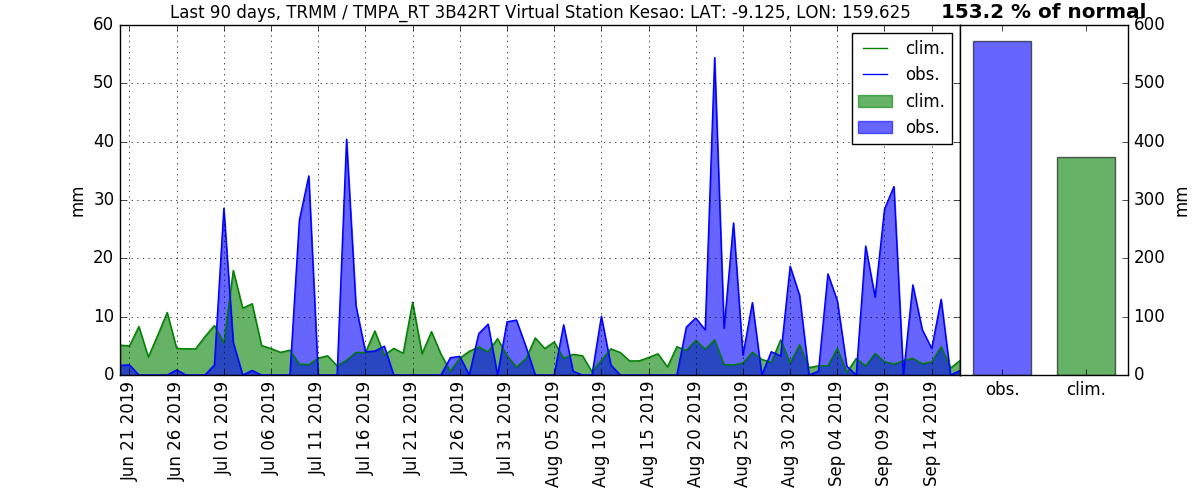 Last 90 days, TRMM / TMPA_RT 3B42RT Virtual Station Kesao: LAT: -9.125, LON: 159.625
153.2 % of normal
60
50
40
30
20
10
0
mm
clim.
obs.
clim.
obs.
600
500
400
300
200
100
0
mm
obs.
clim.
Jun 21 2019
Jun 26 2019
Jul 01 2019
Jul 06 2019
Jul 11 2019
Jul 16 2019
Jul 21 2019
Jul 26 2019
Jul 31 2019
Aug 05 2019
Aug 10 2019
Aug 15 2019
Aug 20 2019
Aug 25 2019
Aug 30 2019
Sep 04 2019
Sep 09 2019
Sep 14 2019